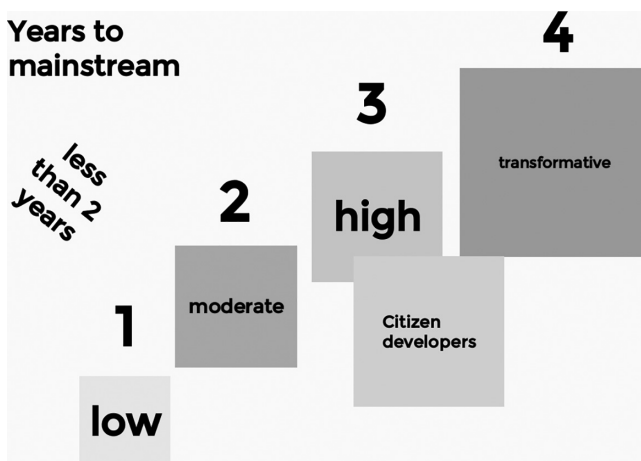 Years to
mainstream
4
3
transformative
less
than 2
years
2
high
moderate
1
Citizen
developers
low